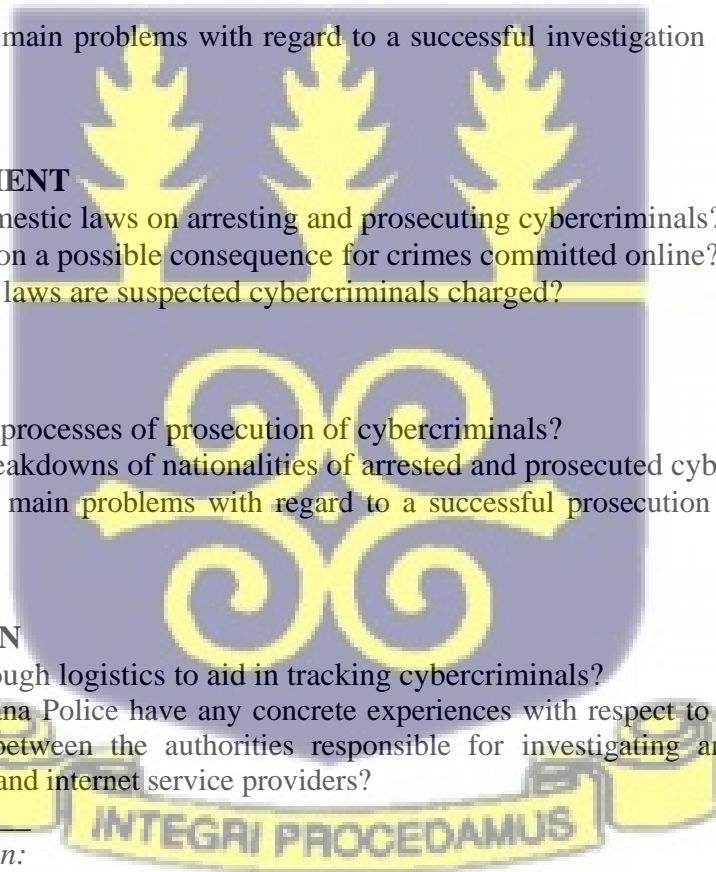 main problems with regard to a successful investigation
MENT
mestic laws on arresting and prosecuting cybercriminals?
on a possible consequence for crimes committed online?
laws are suspected cybercriminals charged?
processes of prosecution of cybercriminals?
eakdowns of nationalities of arrested and prosecuted cyb
main problems with regard to a successful prosecution
N
ough logistics to aid in tracking cybercriminals?
ana Police have any concrete experiences with respect to
between the authorities responsible for investigating an
and internet service providers?
INTEGRI PROCEDAMUS
n: